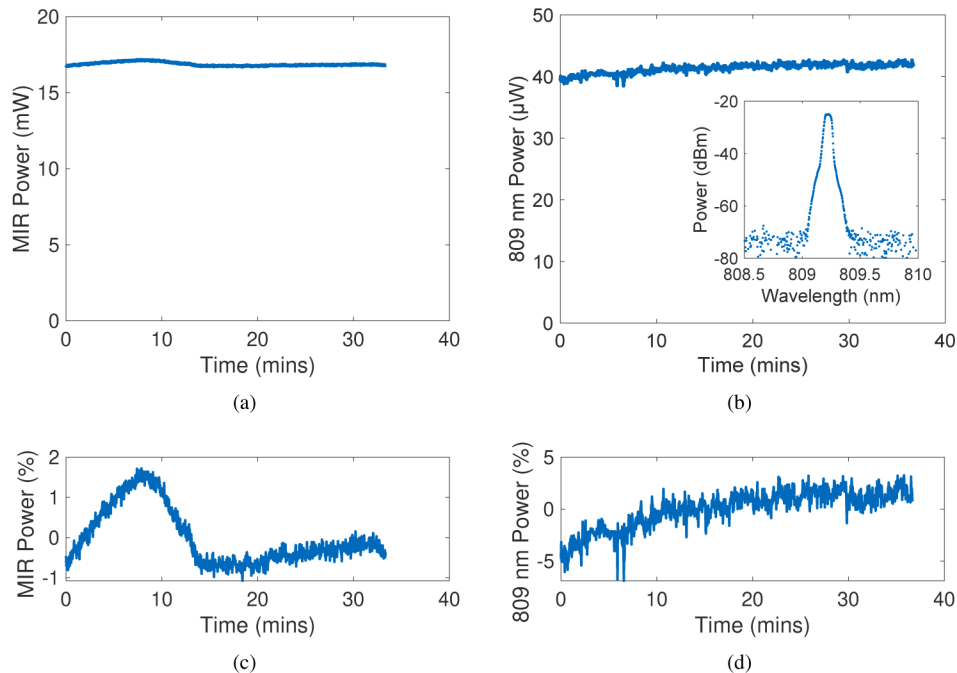 20
15
10
5
0
MIR Power (mW)
0 10 20 30 40
Time (mins)
(a)
50
40
30
20
10
0
809 nm Power (µW)
0 10 20 30 40
Time (mins)
-20
-40
-60
-80
Power (dBm)
808.5 809 809.5 810
Wavelength (nm)
(b)
2
1
0
-1
MIR Power (%)
0 10 20 30 40
Time (mins)
(c)
5
0
-5
809 nm Power (%)
0 10 20 30 40
Time (mins)
(d)